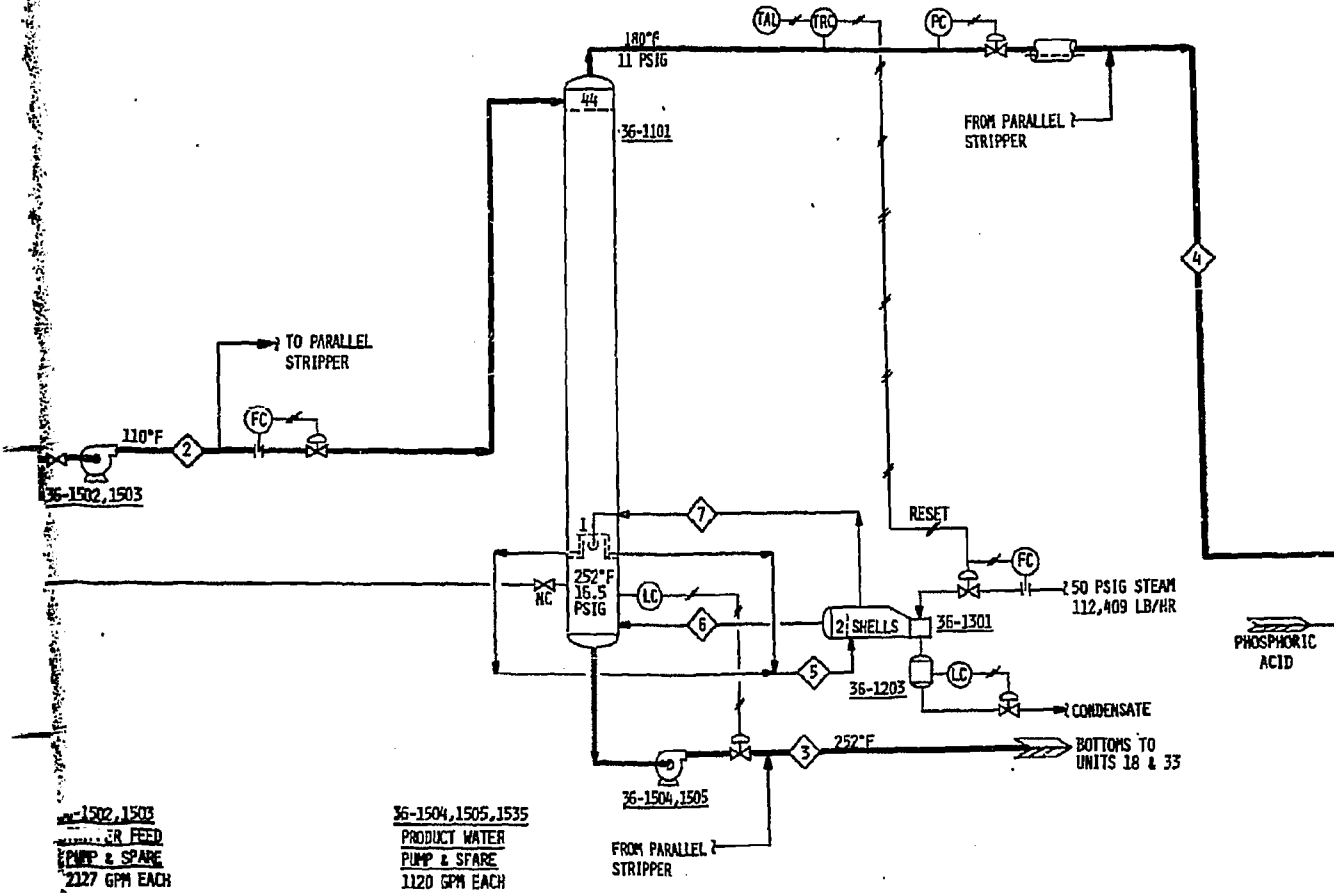 TAL
TRC
PC
180°F
11 PSIG
44
36-1101
FROM PARALLEL
STRIPPER
4
TO PARALLEL
STRIPPER
FC
110°F
2
36-1502,1503
7
RESET
1
252°F
16.5
PSIG
NC
LC
FC
50 PSIG STEAM
112,409 LB/HR
6
2 SHELLS
36-1301
PHOSPHORIC
ACID
5
36-1203
LC
CONDENSATE
3
252°F
BOTTOMS TO
UNITS 18 & 33
36-1504,1505
FROM PARALLEL
STRIPPER
-1502,1503
ER FEED
PUMP & SPARE
2127 GPM EACH
36-1504,1505,1535
PRODUCT WATER
PUMP & SPARE
1120 GPM EACH